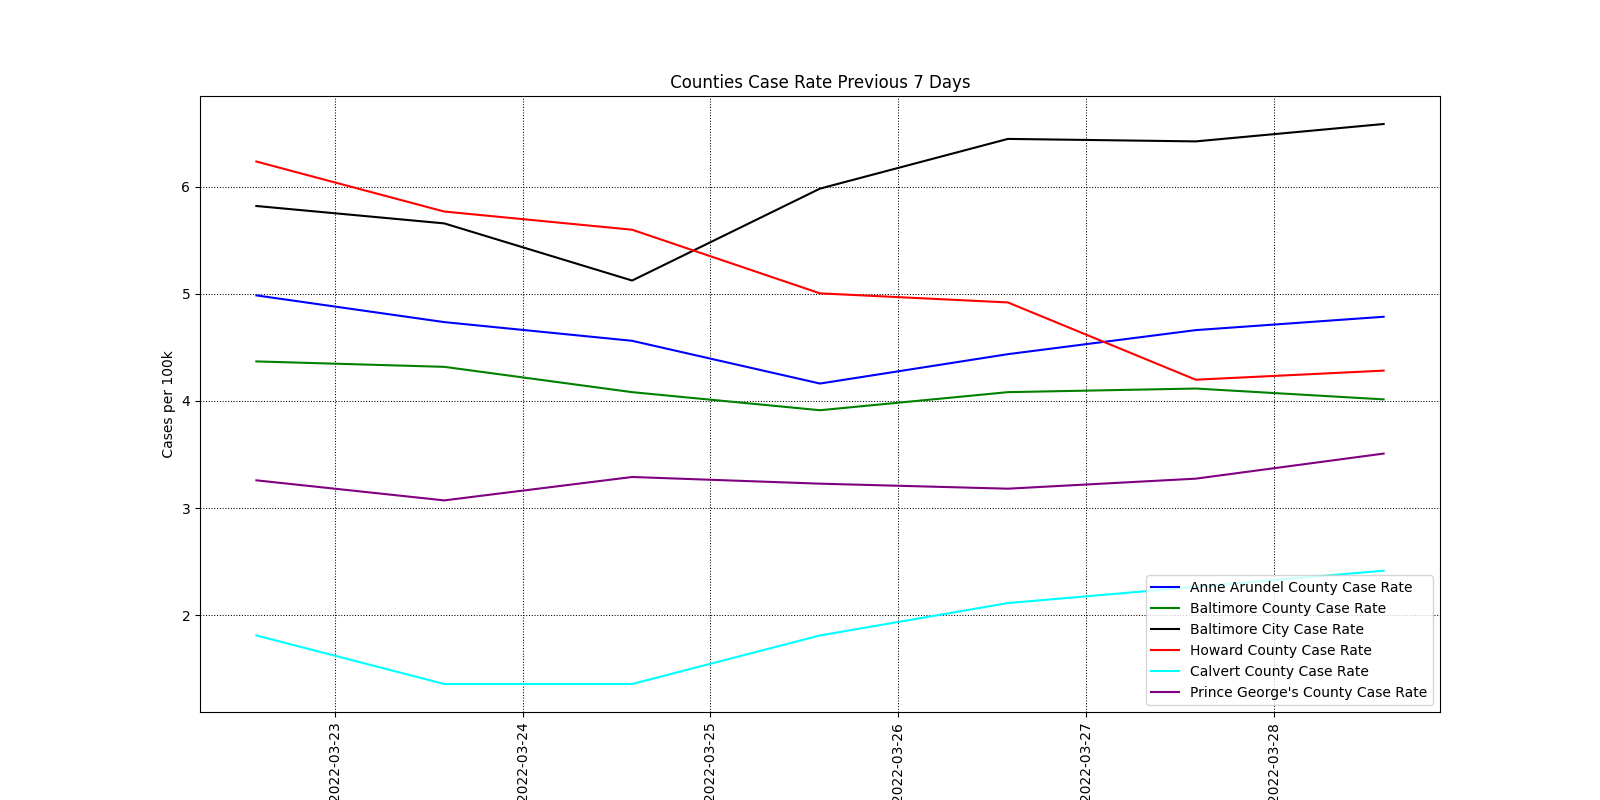 Counties Case Rate Previous 7 Days
Cases per 100k
6
5
4
3
2
Anne Arundel County Case Rate
Baltimore County Case Rate
Baltimore City Case Rate
Howard County Case Rate
Calvert County Case Rate
Prince George's County Case Rate
2022-03-23
2022-03-24
2022-03-25
2022-03-26
2022-03-27
2022-03-28